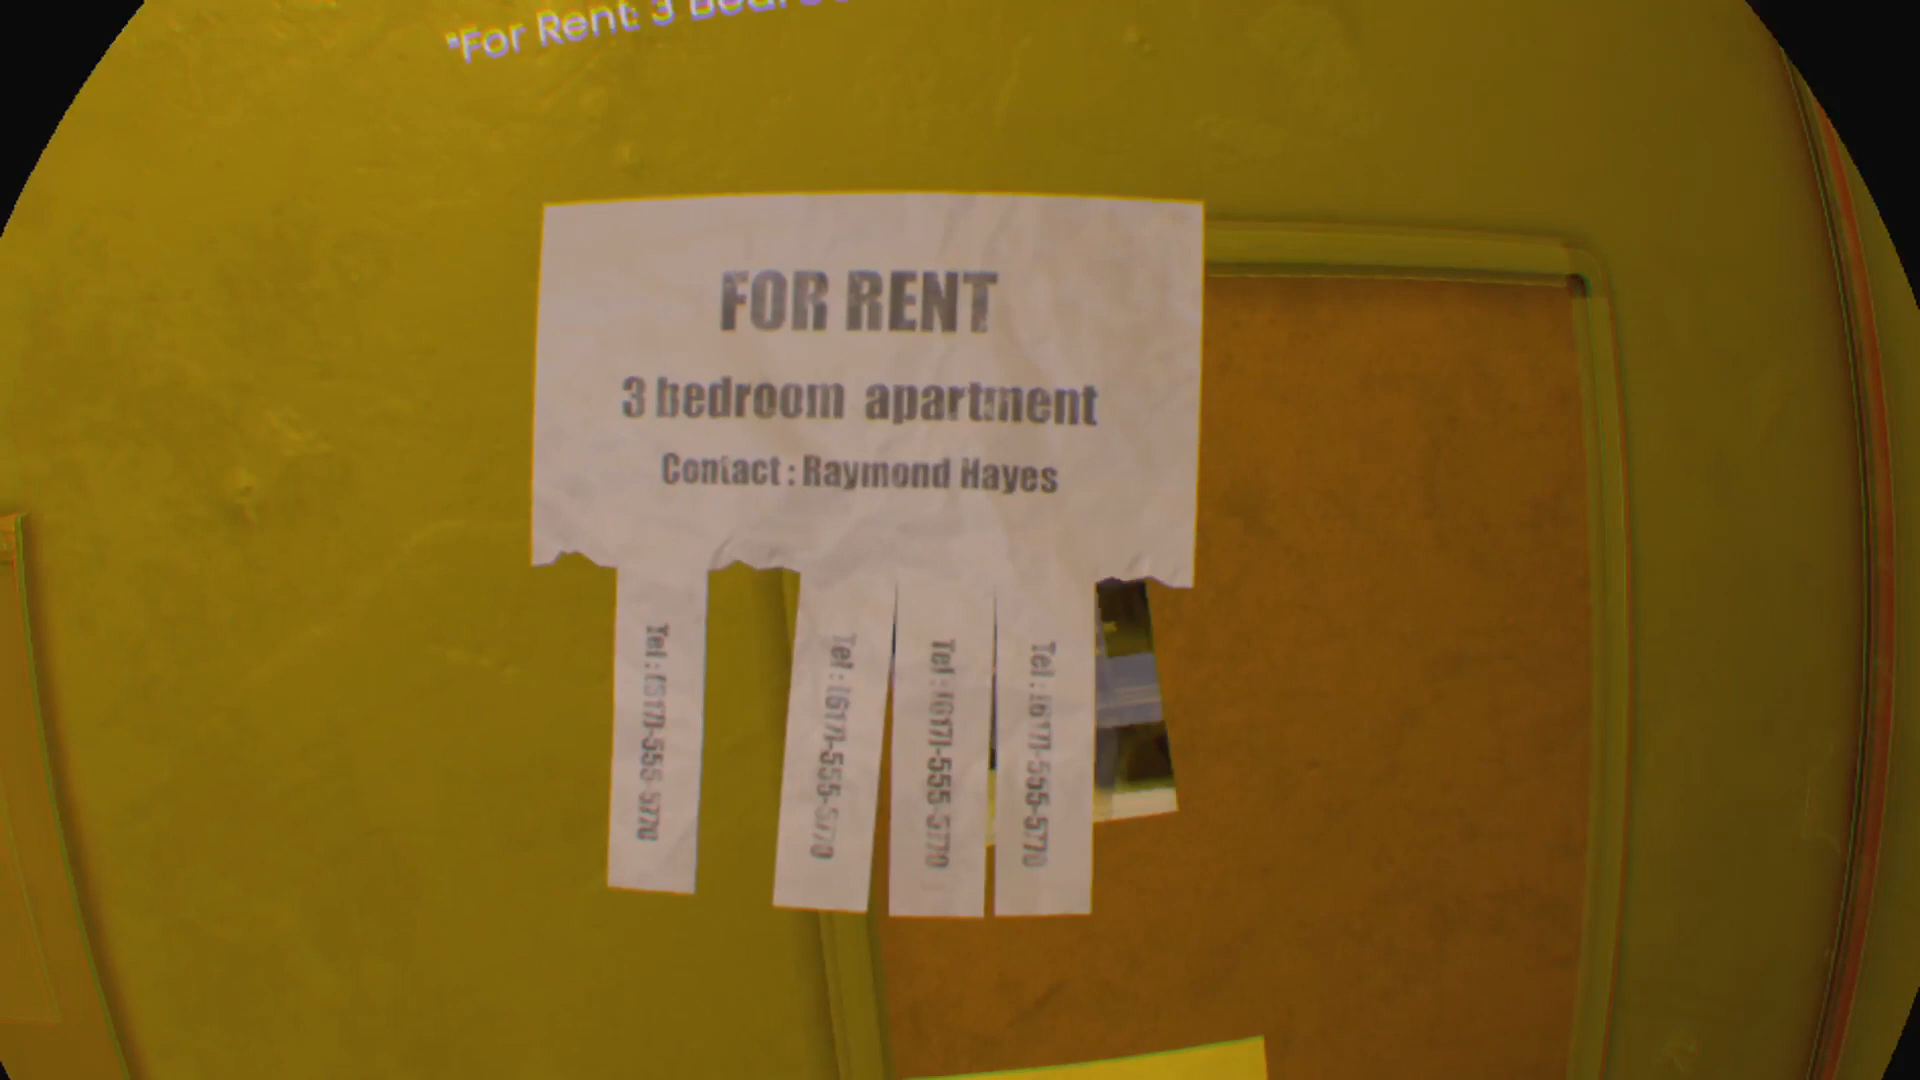 "For Rent: 3
FOR RENT
3 bedroom apartment
Contact : Raymond Hayes
Tel : (617)-555-5770
Tel : (617)-555-5770
Tel : (617)-555-5770
Tel : (617)-555-5770